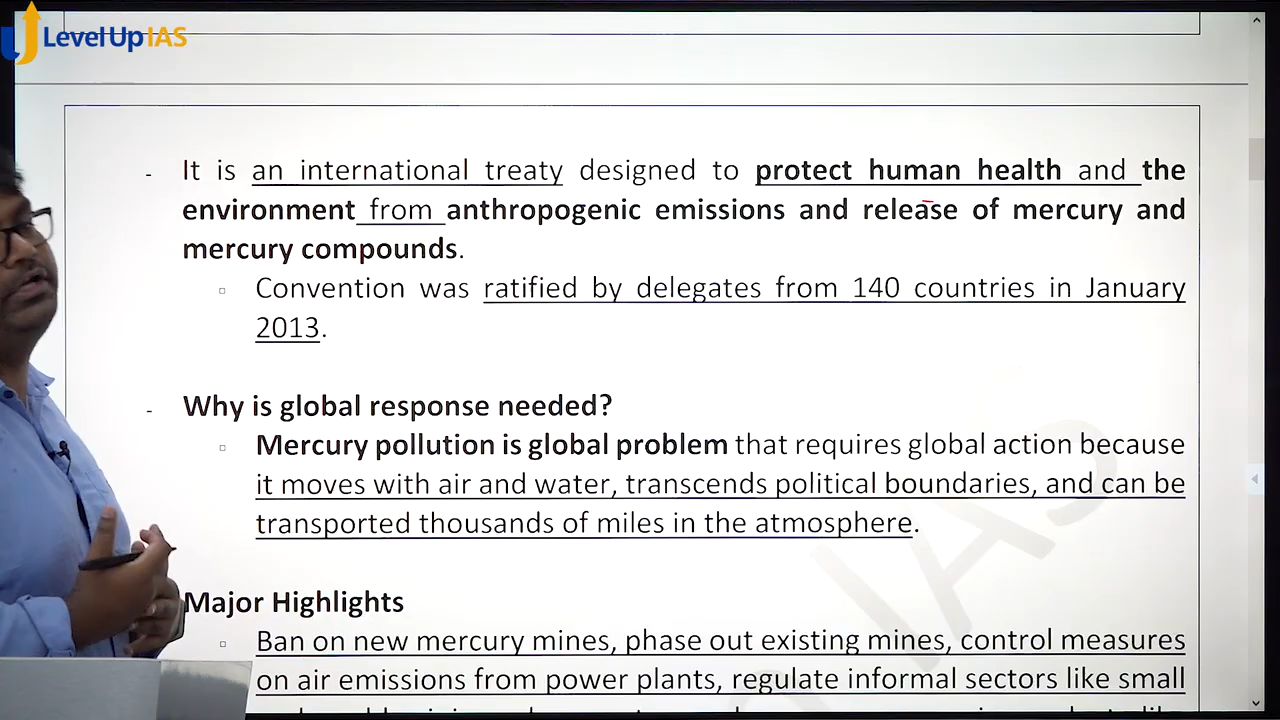 LevelUp IAS
- It is an international treaty designed to protect human health and the
environment from anthropogenic emissions and release of mercury and
mercury compounds.
Convention was ratified by delegates from 140 countries in January
2013.
- Why is global response needed?
Mercury pollution is global problem that requires global action because
it moves with air and water, transcends political boundaries, and can be
transported thousands of miles in the atmosphere.
Major Highlights
Ban on new mercury mines, phase out existing mines, control measures
on air emissions from power plants, regulate informal sectors like small
IAS